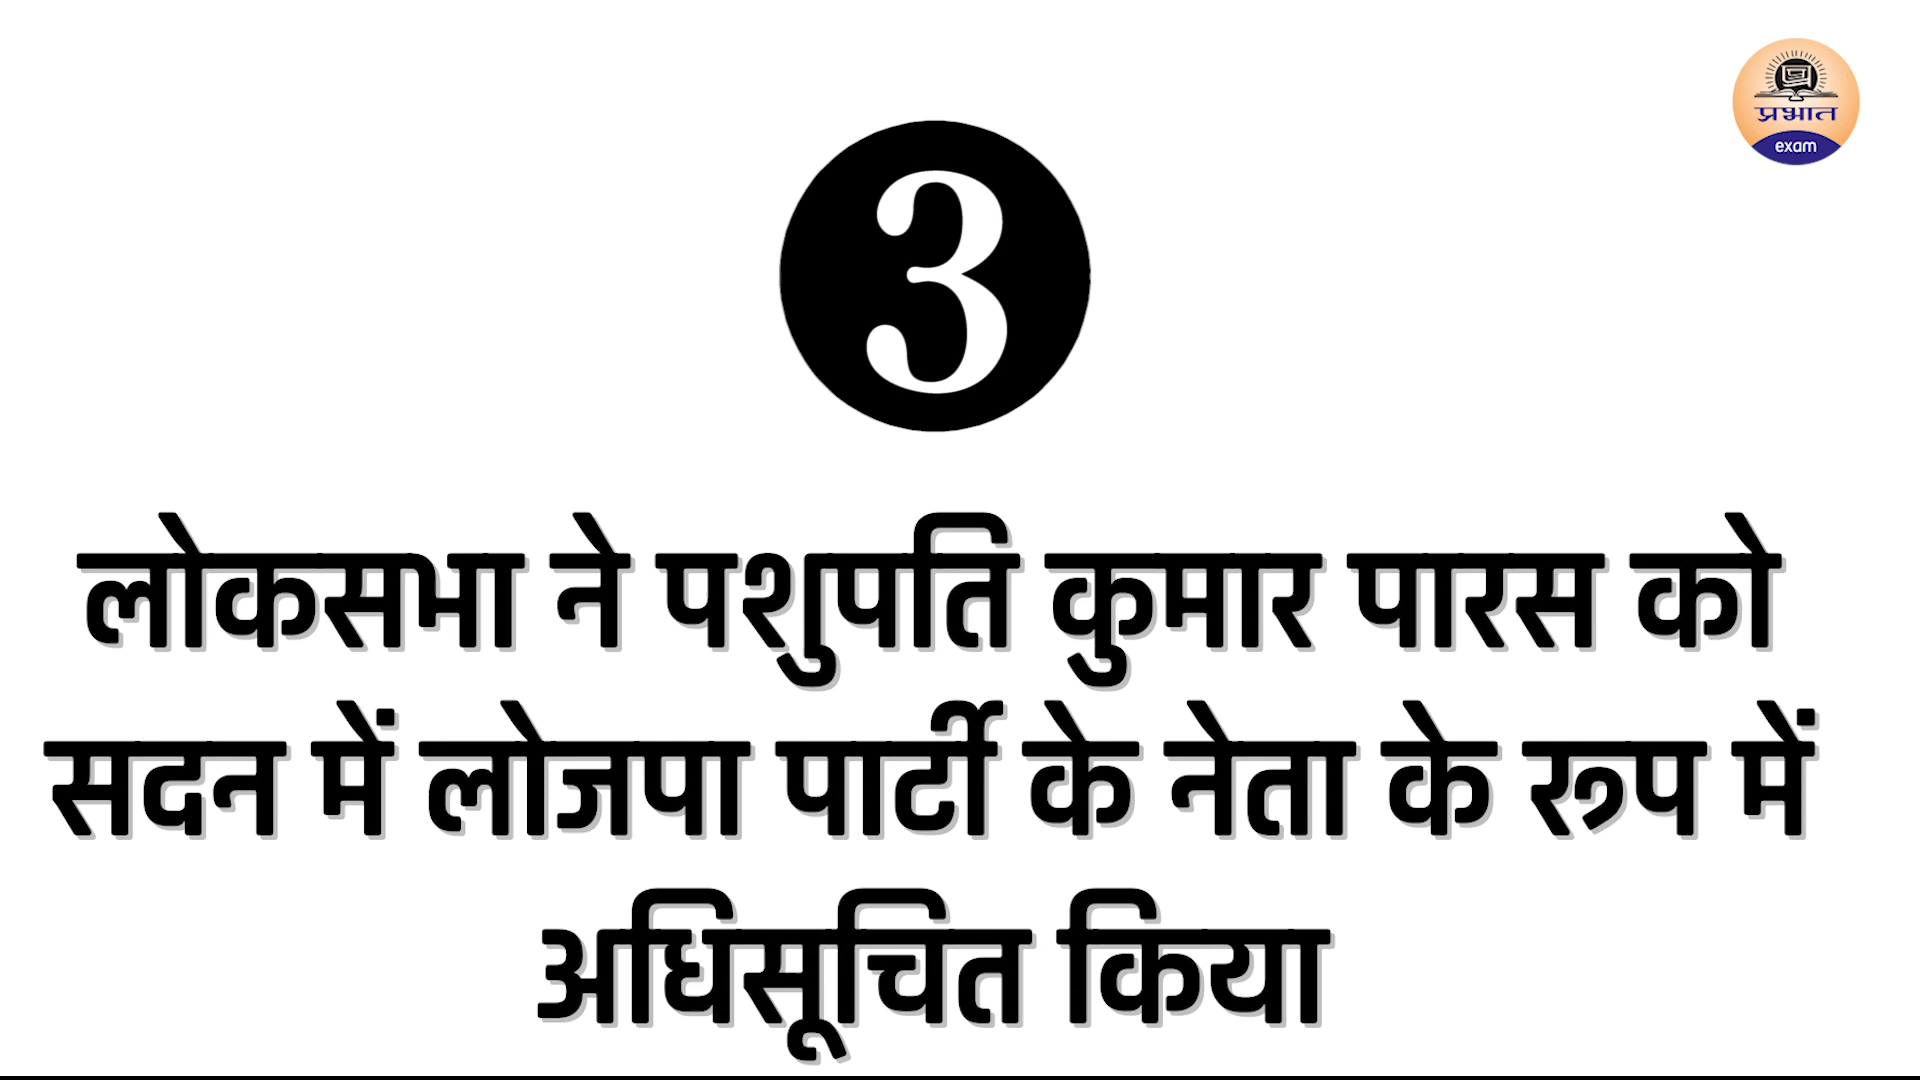 प्रभात
exam
3
लोकसभा ने पशुपति कुमार पारस को
सदन में लोजपा पार्टी के नेता के रूप में
अधिसूचित किया